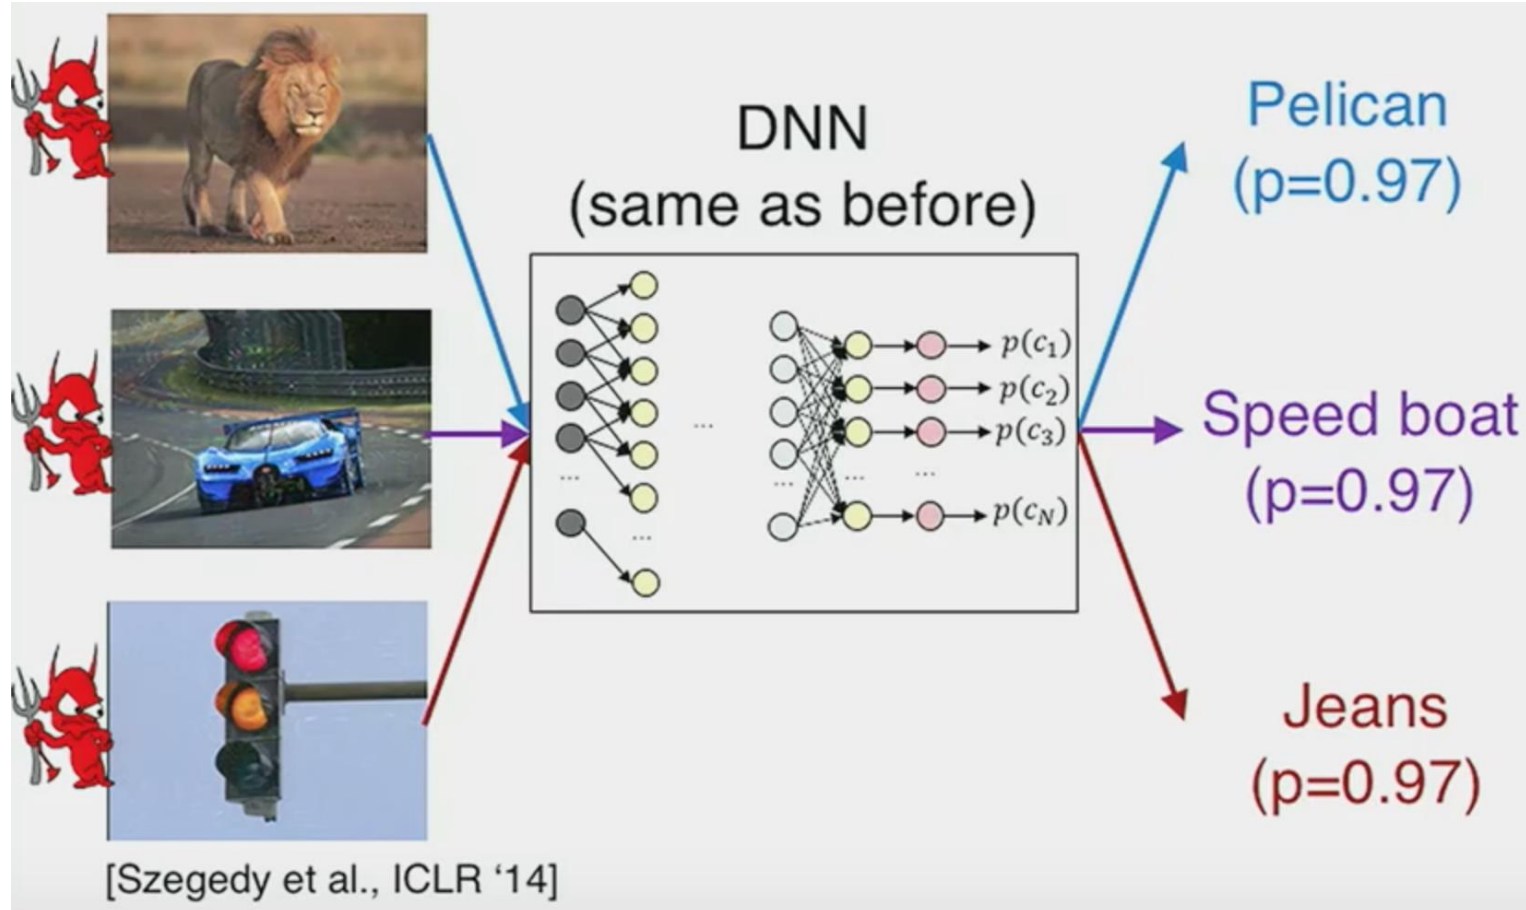 DNN
(same as before)
Pelican
(p=0.97)
...
...
...
...
...
...
p(c₁)
p(c₂)
p(c₃)
p(c_N)
Speed boat
(p=0.97)
Jeans
(p=0.97)
[Szegedy et al., ICLR ‘14]